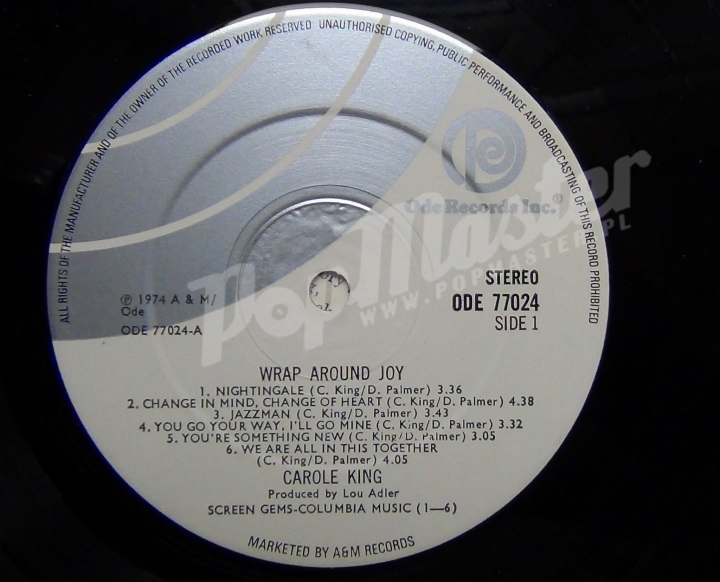 ALL RIGHTS OF THE MANUFACTURER AND OF THE OWNER OF THE RECORDED WORK RESERVED UNAUTHORISED COPYING, PUBLIC PERFORMANCE AND BROADCASTING OF THIS RECORD PROHIBITED
Ode Records Inc.®
Pop Master
WWW.POPMASTER.PL
STEREO
ODE 77024
SIDE 1
℗ 1974 A & M/
Ode
ODE 77024-A
WRAP AROUND JOY
1. NIGHTINGALE (C. King/D. Palmer) 3.36
2. CHANGE IN MIND, CHANGE OF HEART (C. King/D. Palmer) 4.38
3. JAZZMAN (C. King/D. Palmer) 3.43
4. YOU GO YOUR WAY, I'LL GO MINE (C. King/D. Palmer) 3.32
5. YOU'RE SOMETHING NEW (C. King/D. Palmer) 3.05
6. WE ARE ALL IN THIS TOGETHER
(C. King/D. Palmer) 4.05
CAROLE KING
Produced by Lou Adler
SCREEN GEMS-COLUMBIA MUSIC (1—6)
MARKETED BY A&M RECORDS